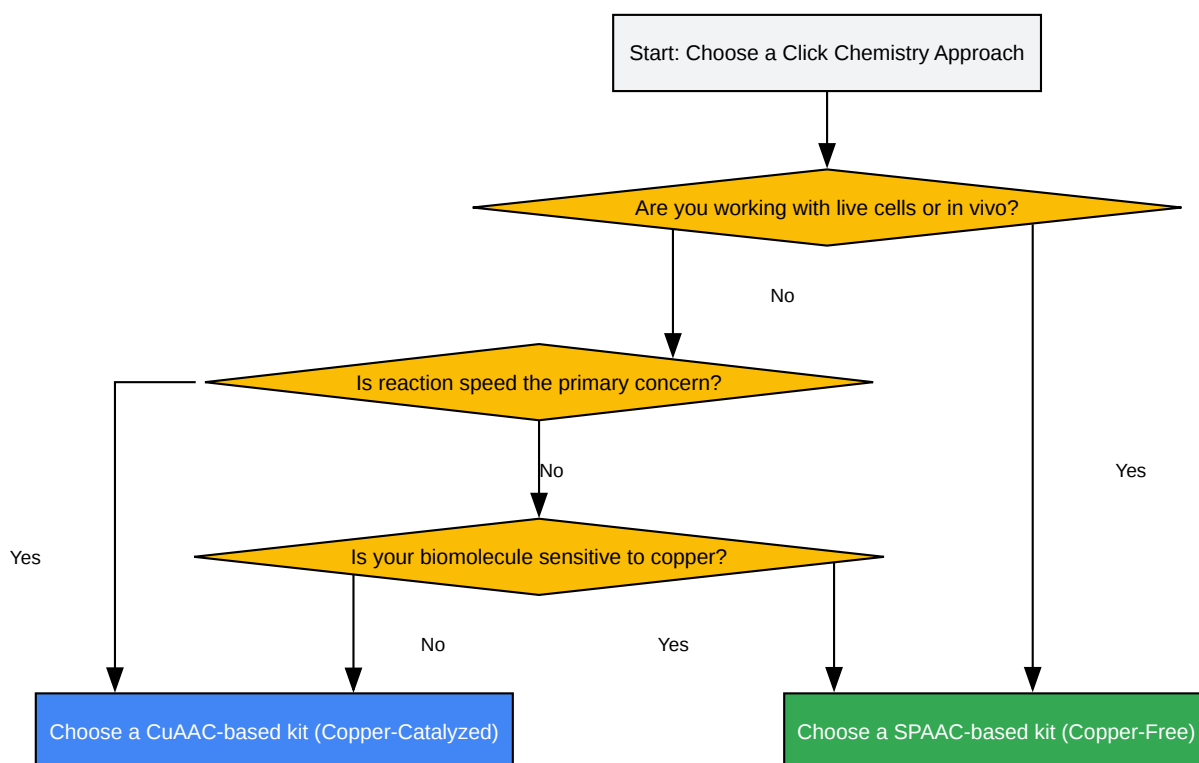 Start: Choose a Click Chemistry Approach
Are you working with live cells or in vivo?
No
Is reaction speed the primary concern?
No
Yes
Yes
Is your biomolecule sensitive to copper?
No
Yes
Choose a CuAAC-based kit (Copper-Catalyzed)
Choose a SPAAC-based kit (Copper-Free)